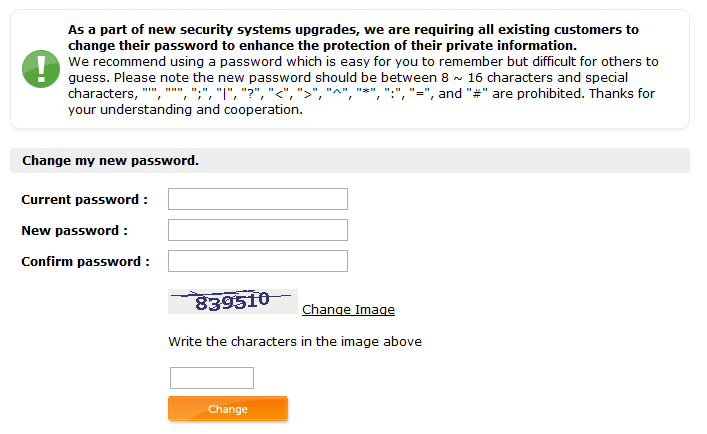 As a part of new security systems upgrades, we are requiring all existing customers to
change their password to enhance the protection of their private information.
We recommend using a password which is easy for you to remember but difficult for others to
guess. Please note the new password should be between 8 ~ 16 characters and special
characters, "'", """, ";", "|", "?", "<", ">", "^", "*", ":", "=", and "#" are prohibited. Thanks for
your understanding and cooperation.
Change my new password.
Current password :
New password :
Confirm password :
839510 Change Image
Write the characters in the image above
Change